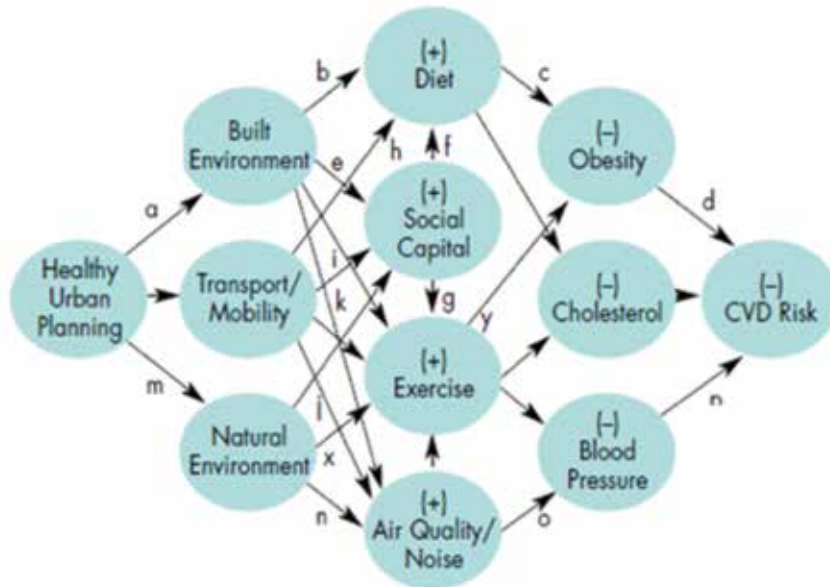 Healthy
Urban
Planning
a
m
Built
Environment
Transport/
Mobility
Natural
Environment
b
e
h
i
k
j
x
n
(+)
Diet
f
(+)
Social
Capital
g
(+)
Exercise
(+)
Air Quality/
Noise
c
y
o
(–)
Obesity
(–)
Cholesterol
(–)
Blood
Pressure
d
(–)
CVD Risk